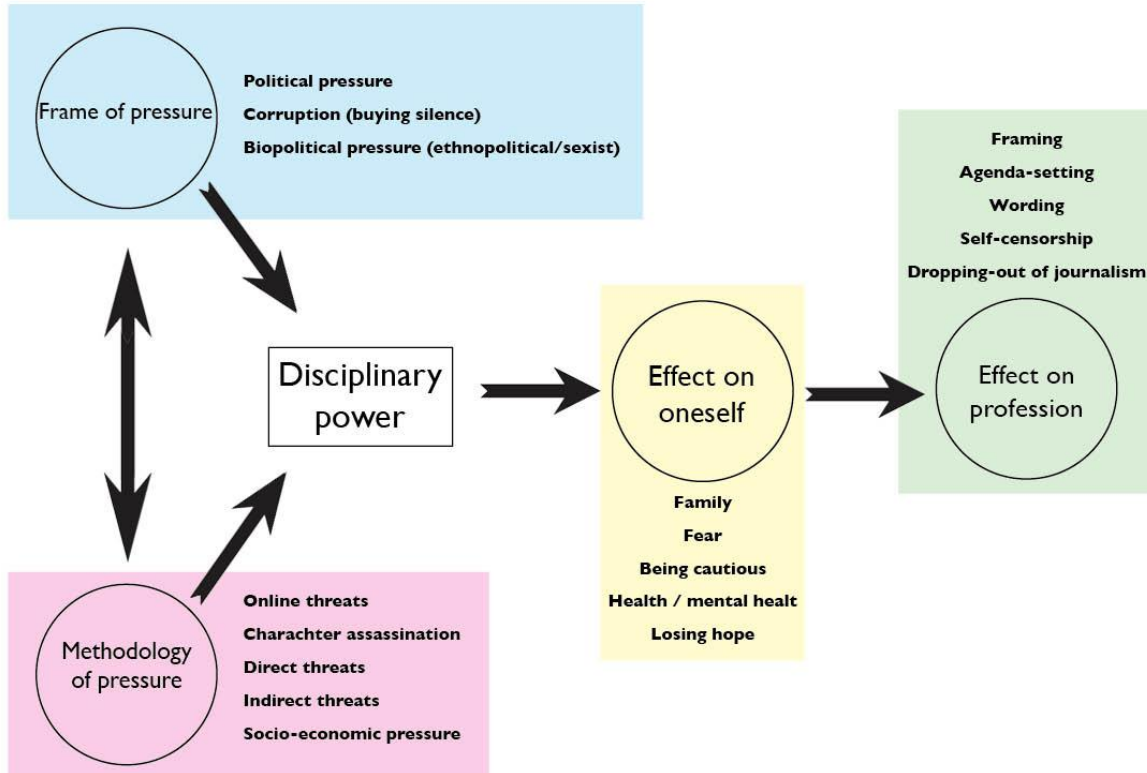 Frame of pressure
Political pressure
Corruption (buying silence)
Biopolitical pressure (ethnopolitical/sexist)
Disciplinary
power
Methodology
of pressure
Online threats
Charachter assassination
Direct threats
Indirect threats
Socio-economic pressure
Effect on
oneself
Family
Fear
Being cautious
Health / mental healt
Losing hope
Framing
Agenda-setting
Wording
Self-censorship
Dropping-out of journalism
Effect on
profession